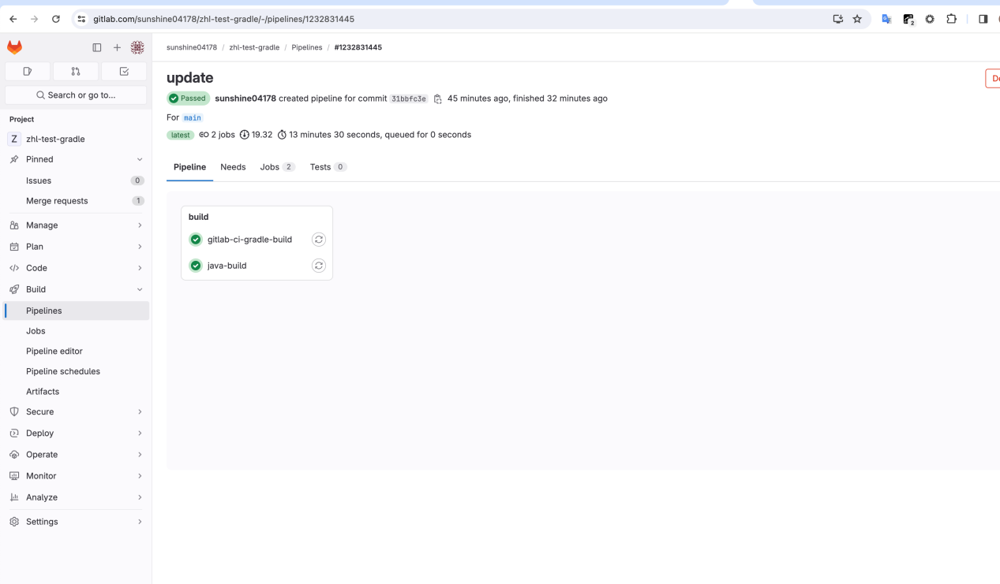 gitlab.com/sunshine04178/zhl-test-gradle/-/pipelines/1232831445
2
sunshine04178 / zhl-test-gradle / Pipelines / #1232831445
Search or go to...
Project
Z zhl-test-gradle
Pinned
Issues 0
Merge requests 1
Manage
Plan
Code
Build
Pipelines
Jobs
Pipeline editor
Pipeline schedules
Artifacts
Secure
Deploy
Operate
Monitor
Analyze
Settings
update
De
Passed sunshine04178 created pipeline for commit 31bbfc3e 45 minutes ago, finished 32 minutes ago
For main
latest 2 jobs 19.32 13 minutes 30 seconds, queued for 0 seconds
Pipeline Needs Jobs 2 Tests 0
build
gitlab-ci-gradle-build
java-build